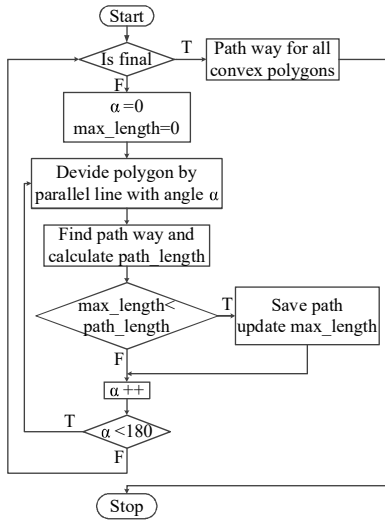 Start
Is final
T
Path way for all
convex polygons
F
α =0
max_length=0
Devide polygon by
parallel line with angle α
Find path way and
calculate path_length
max_length<
path_length
T
Save path
update max_length
F
α ++
T
α <180
F
Stop